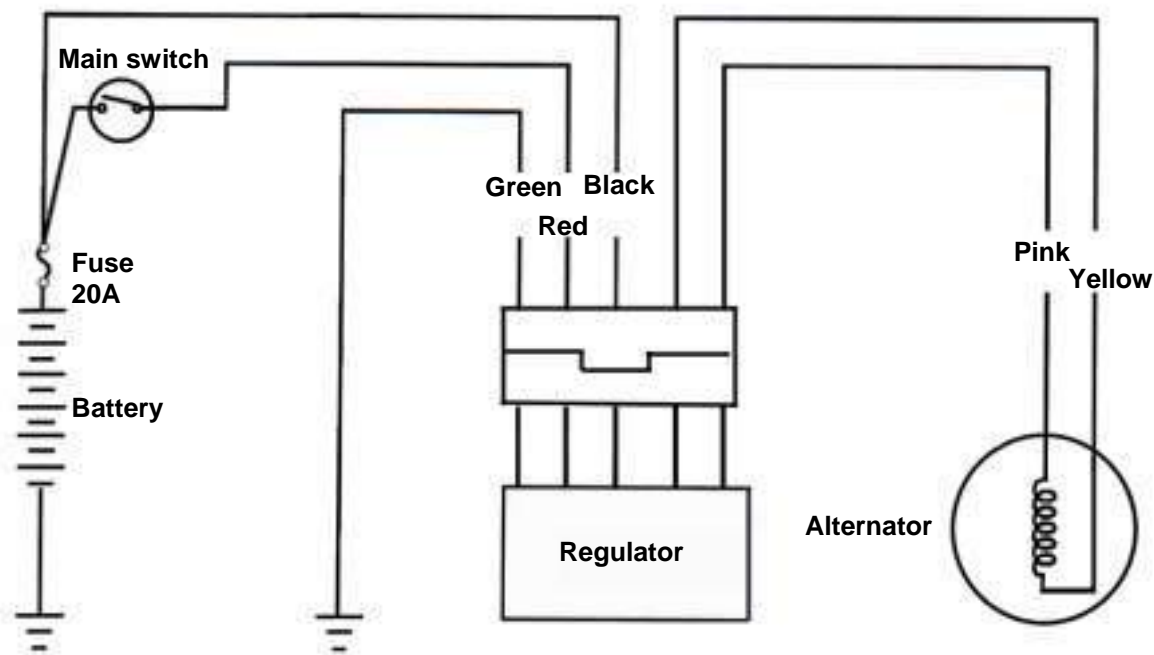 Main switch
Green Black
Red
Fuse
20A
Pink
Yellow
Battery
Alternator
Regulator